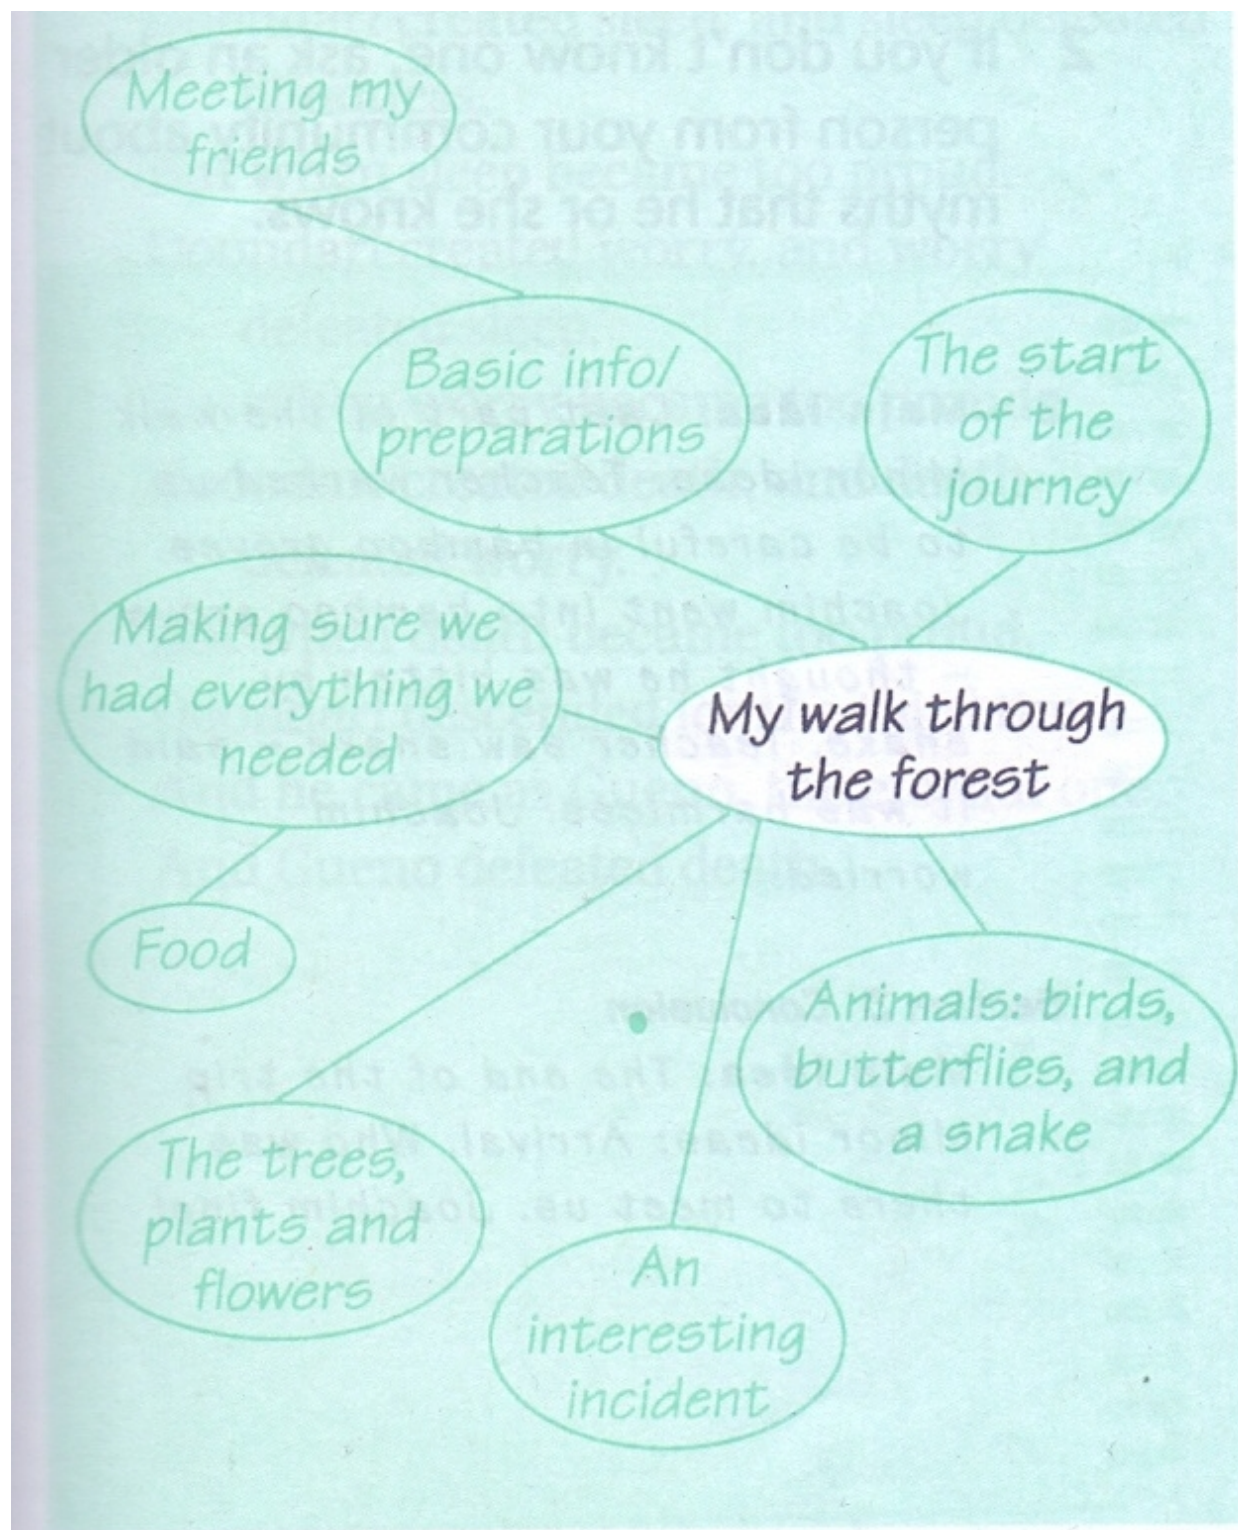 Meeting my
friends
Basic info/
preparations
The start
of the
journey
Making sure we
had everything we
needed
My walk through
the forest
Food
Animals: birds,
butterflies, and
a snake
The trees,
plants and
flowers
An
interesting
incident